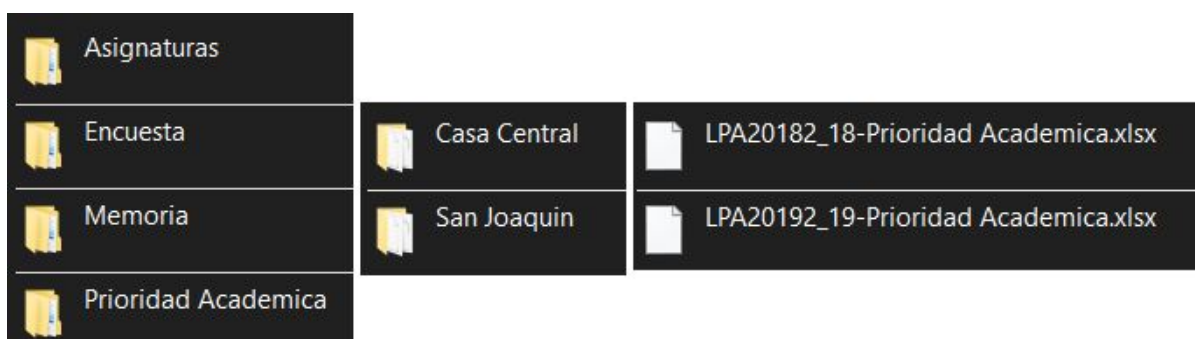 Asignaturas
Encuesta
Memoria
Prioridad Academica
Casa Central
San Joaquin
LPA20182_18-Prioridad Academica.xlsx
LPA20192_19-Prioridad Academica.xlsx